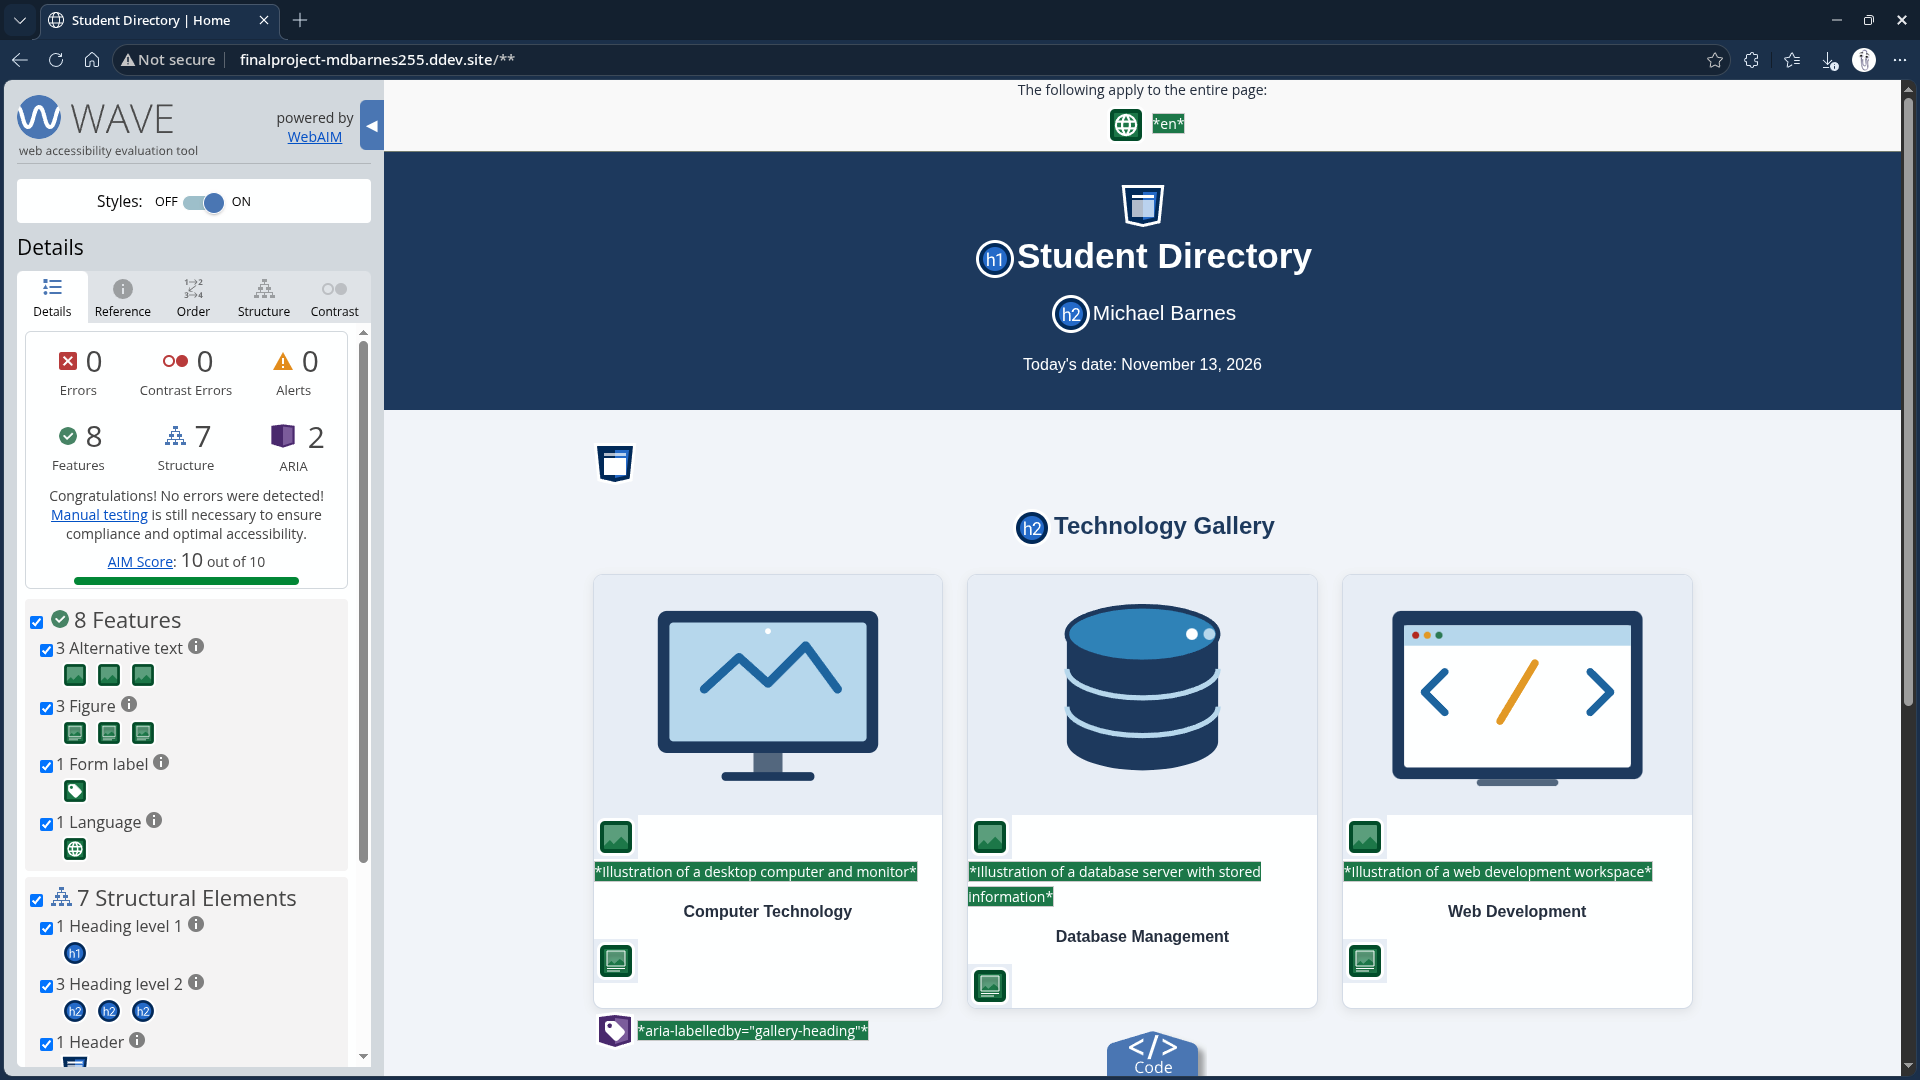 Student Directory | Home
Not secure
finalproject-mdbarnes255.ddev.site/**
WAVE
web accessibility evaluation tool
powered by
WebAIM
Styles: OFF ON
Details
Details Reference Order Structure Contrast
1→2
3→4
0 0 0
Errors Contrast Errors Alerts
8 7 2
Features Structure ARIA
Congratulations! No errors were detected!
Manual testing is still necessary to ensure
compliance and optimal accessibility.
AIM Score: 10 out of 10
8 Features
3 Alternative text
3 Figure
1 Form label
1 Language
7 Structural Elements
1 Heading level 1
h1
3 Heading level 2
h2 h2 h2
1 Header
The following apply to the entire page:
*en*
h1 Student Directory
h2 Michael Barnes
Today's date: November 13, 2026
h2 Technology Gallery
*Illustration of a desktop computer and monitor*
Computer Technology
*Illustration of a database server with stored
information*
Database Management
*Illustration of a web development workspace*
Web Development
*aria-labelledby="gallery-heading"*
</>
Code